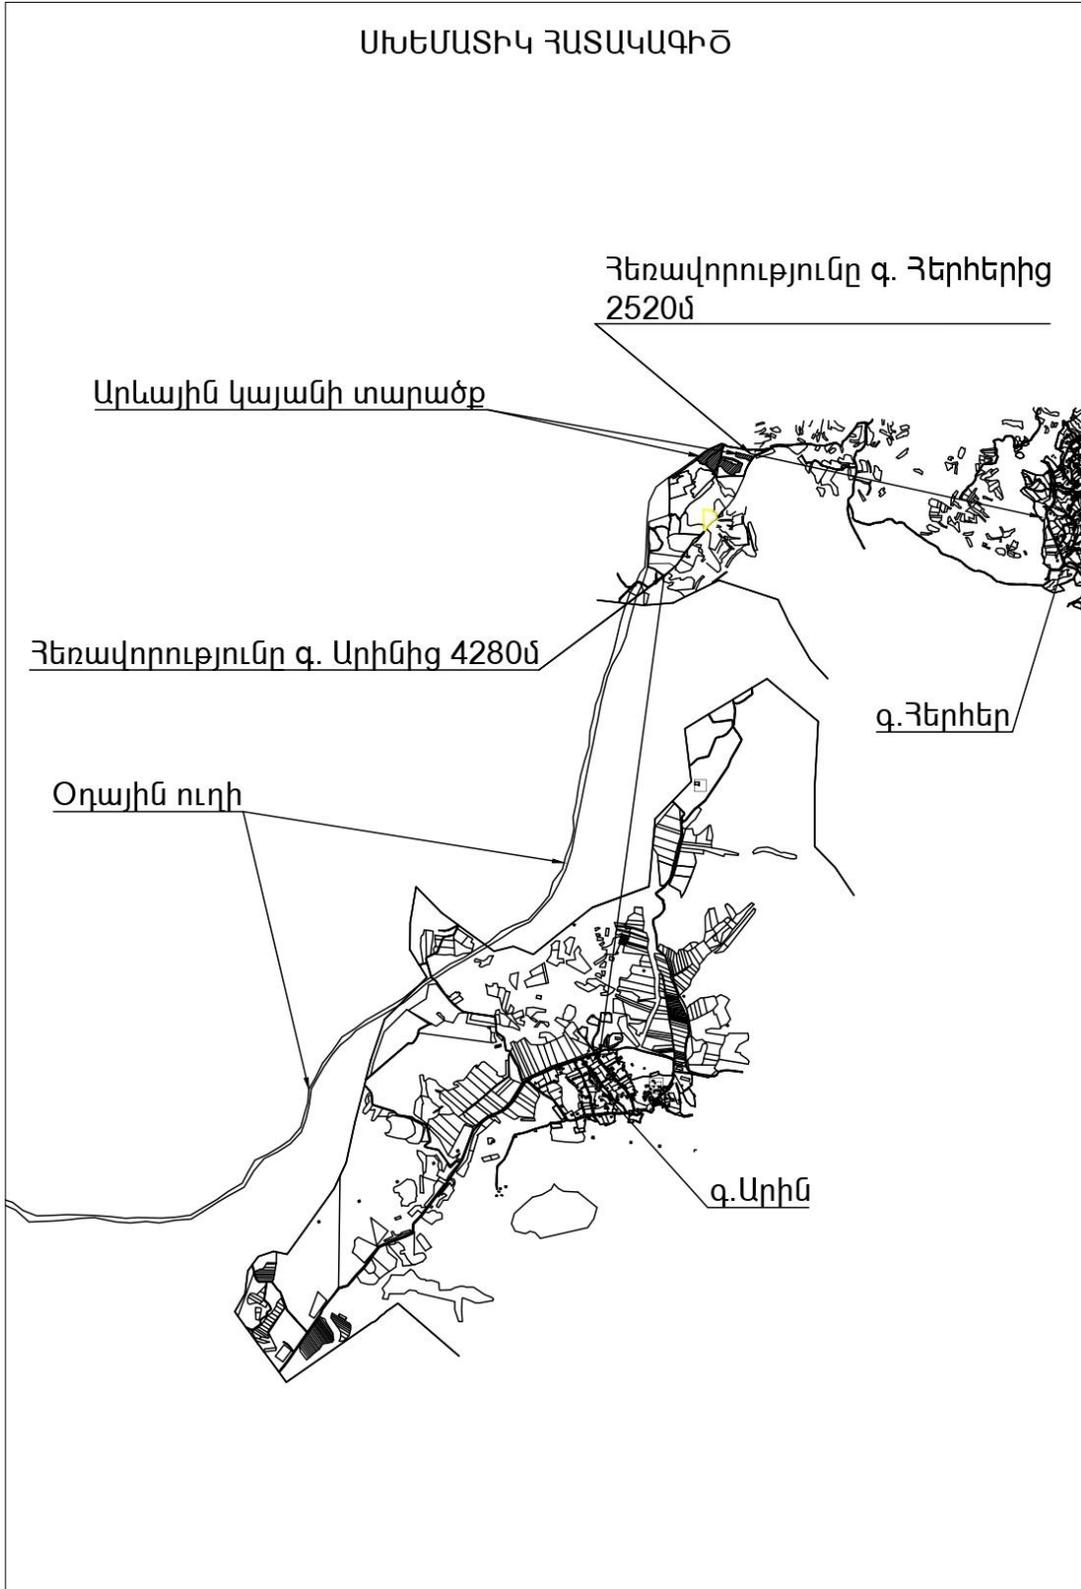 ՍԽԵՄԱՏԻԿ ՀԱՏԱԿԱԳԻԾ
Հեռավորությունը գ. Հերհերից
2520մ
Արևային կայանի տարածք
Հեռավորությունը գ. Արինից 4280մ
գ.Հերհեր
Օդային ուղի
գ.Արին